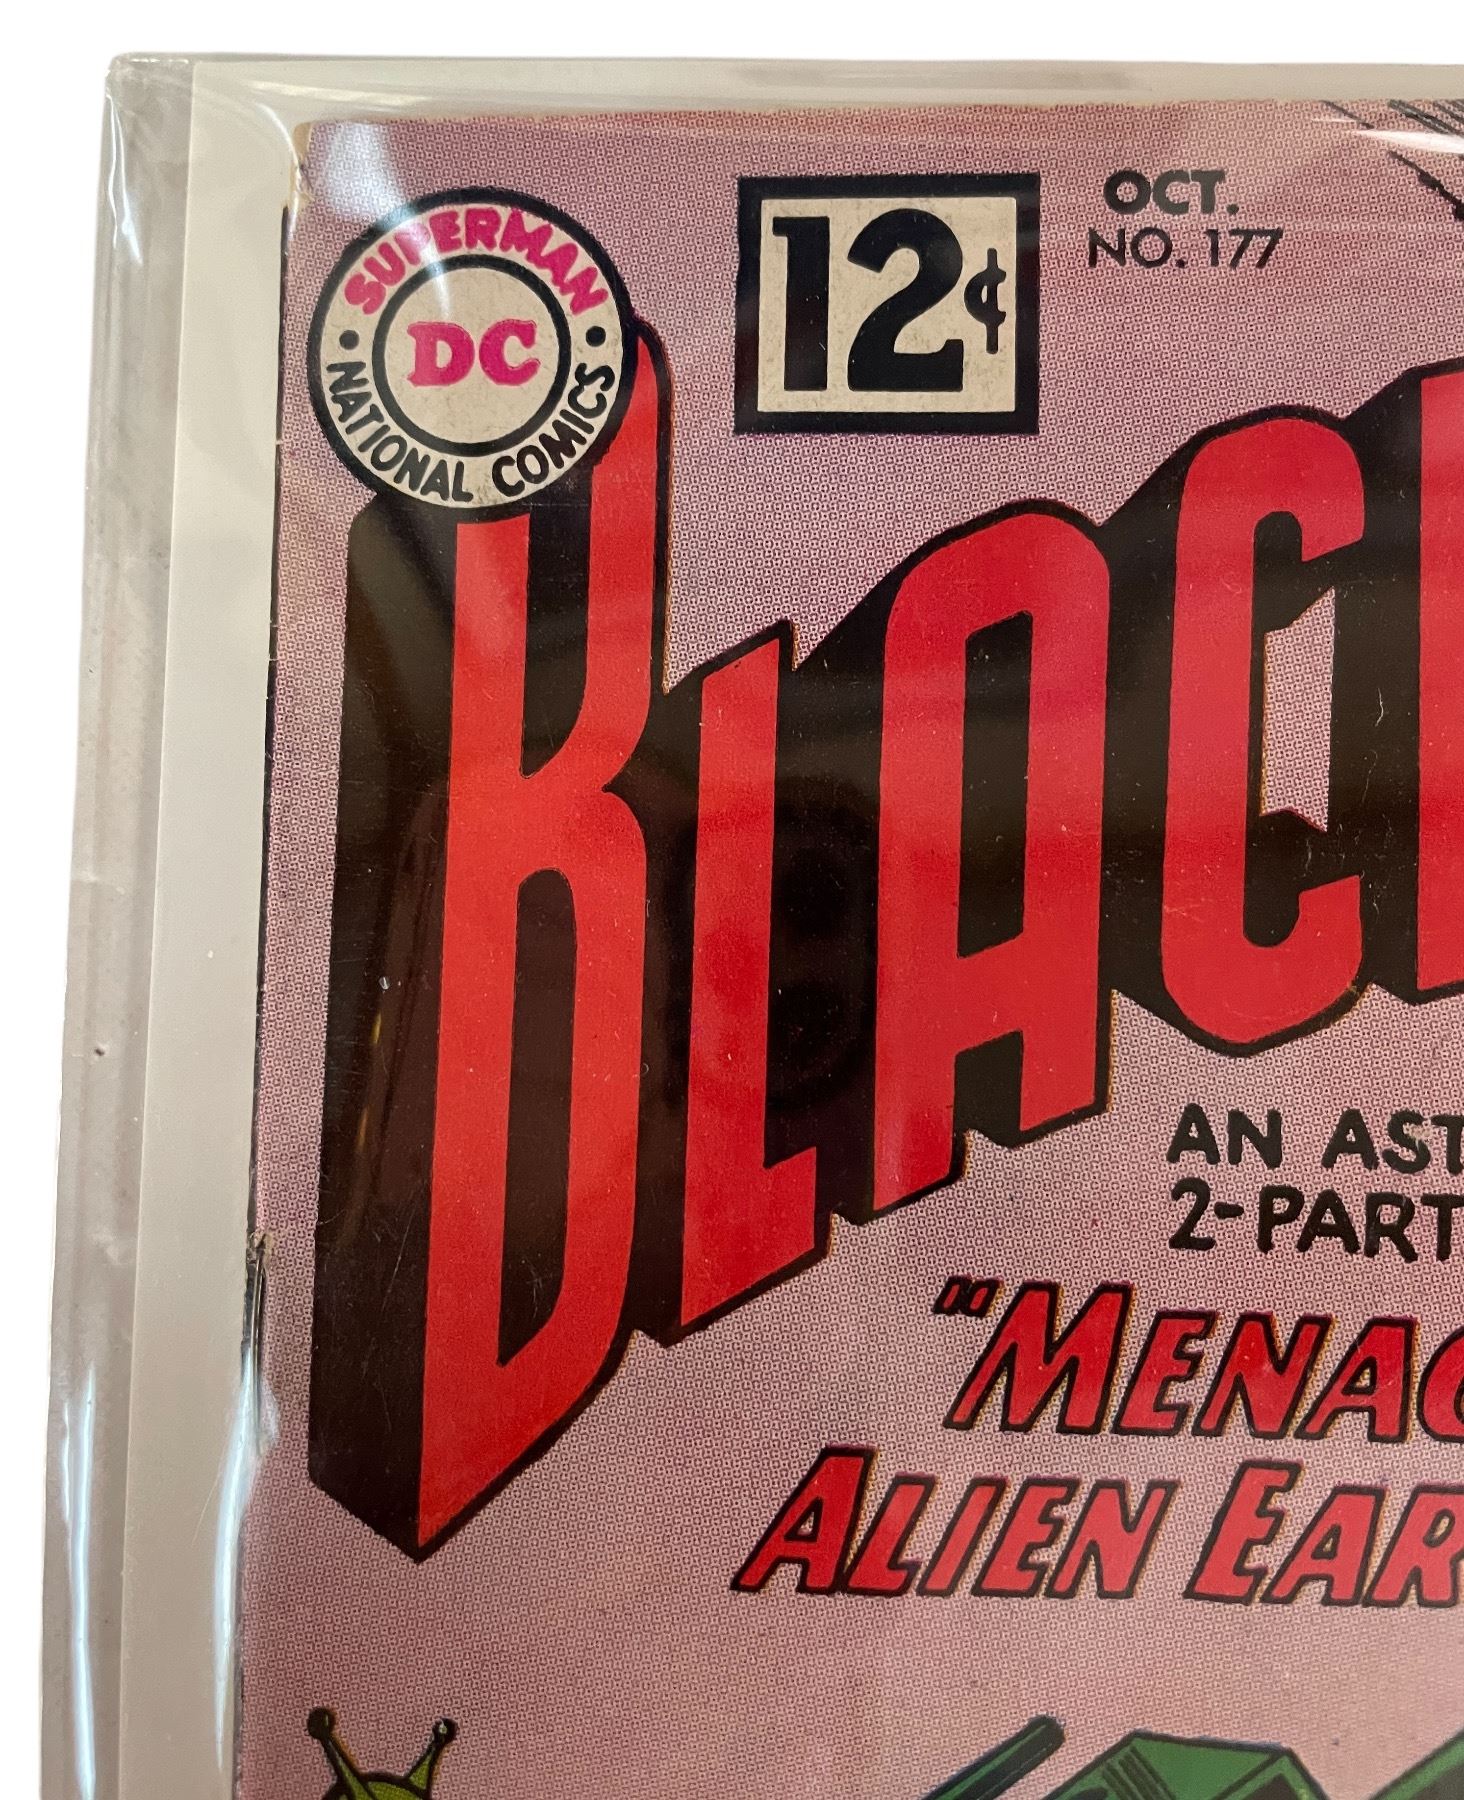 SUPERMAN
DC
NATIONAL COMICS
12¢
OCT.
NO. 177
BLAC
AN AST
2-PART
"MENAC
ALIEN EAR